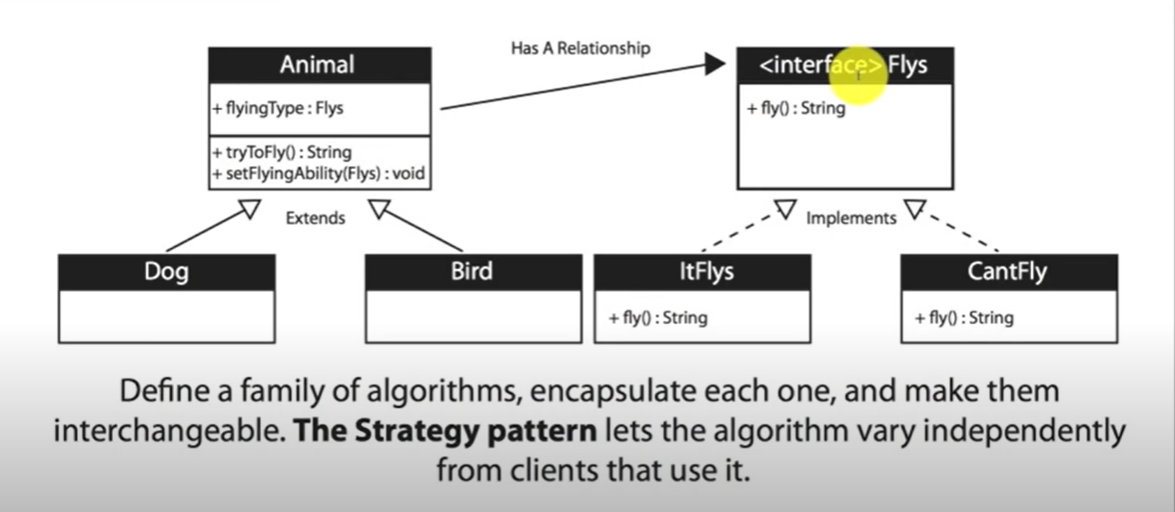 Animal
+ flyingType : Flys
+ tryToFly() : String
+ setFlyingAbility(Flys) : void
Has A Relationship
<interface> Flys
+ fly() : String
Extends
Implements
Dog
Bird
ItFlys
+ fly() : String
CantFly
+ fly() : String
Define a family of algorithms, encapsulate each one, and make them
interchangeable. The Strategy pattern lets the algorithm vary independently
from clients that use it.